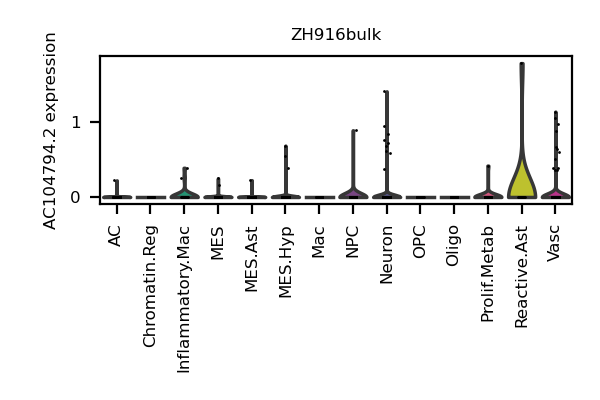 ZH916bulk
AC104794.2 expression
1
0
AC
Chromatin.Reg
Inflammatory.Mac
MES
MES.Ast
MES.Hyp
Mac
NPC
Neuron
OPC
Oligo
Prolif.Metab
Reactive.Ast
Vasc